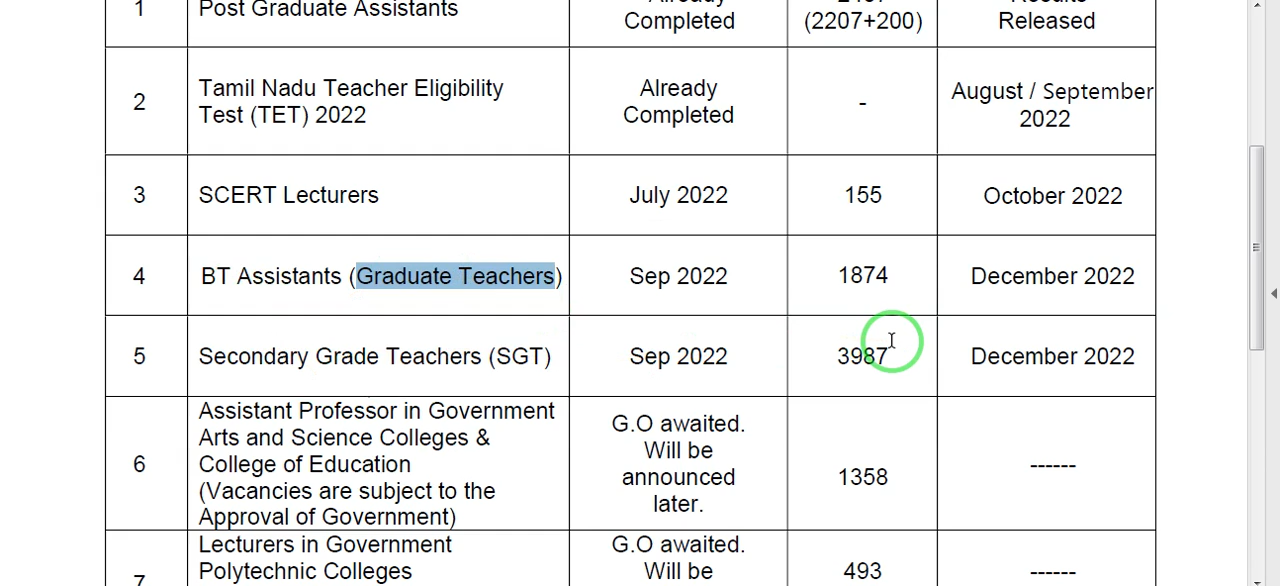 1
Post Graduate Assistants
Completed
(2207+200)
Released
2
Tamil Nadu Teacher Eligibility
Test (TET) 2022
Already
Completed
-
August / September
2022
3
SCERT Lecturers
July 2022
155
October 2022
4
BT Assistants (Graduate Teachers)
Sep 2022
1874
December 2022
5
Secondary Grade Teachers (SGT)
Sep 2022
3987
December 2022
6
Assistant Professor in Government
Arts and Science Colleges &
College of Education
(Vacancies are subject to the
Approval of Government)
G.O awaited.
Will be
announced
later.
1358
------
7
Lecturers in Government
Polytechnic Colleges
G.O awaited.
Will be
493
------